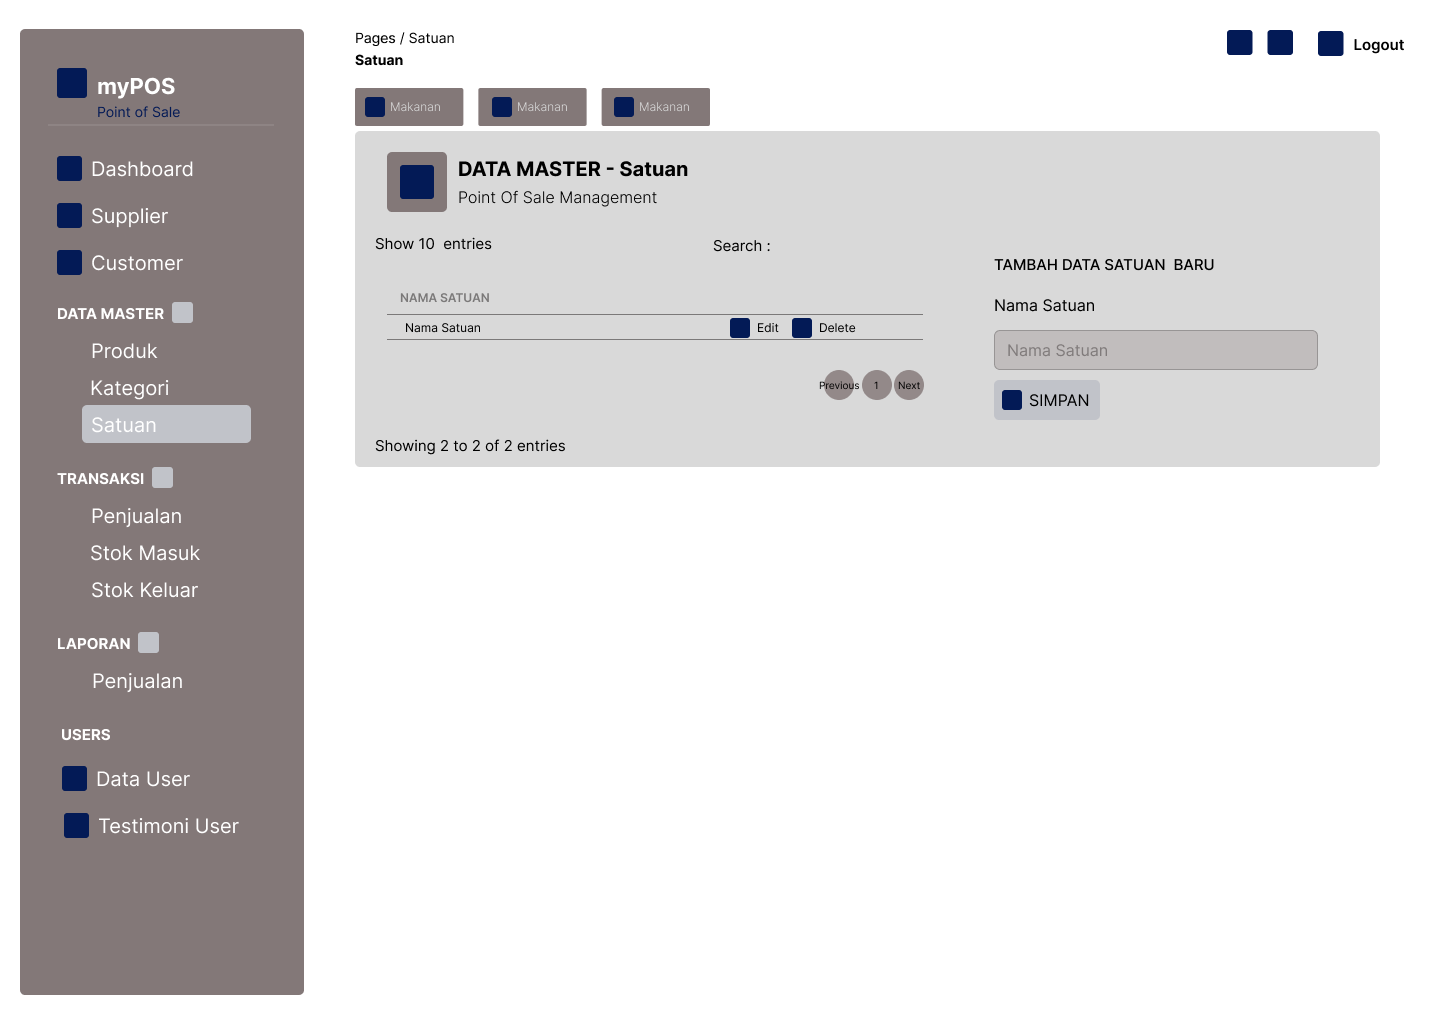 myPOS
Point of Sale
Dashboard
Supplier
Customer
DATA MASTER
Produk
Kategori
Satuan
TRANSAKSI
Penjualan
Stok Masuk
Stok Keluar
LAPORAN
Penjualan
USERS
Data User
Testimoni User
Pages / Satuan
Satuan
Logout
Makanan Makanan Makanan
DATA MASTER - Satuan
Point Of Sale Management
Show 10 entries
Search :
NAMA SATUAN
Nama Satuan Edit Delete
Previous 1 Next
Showing 2 to 2 of 2 entries
TAMBAH DATA SATUAN BARU
Nama Satuan
Nama Satuan
SIMPAN